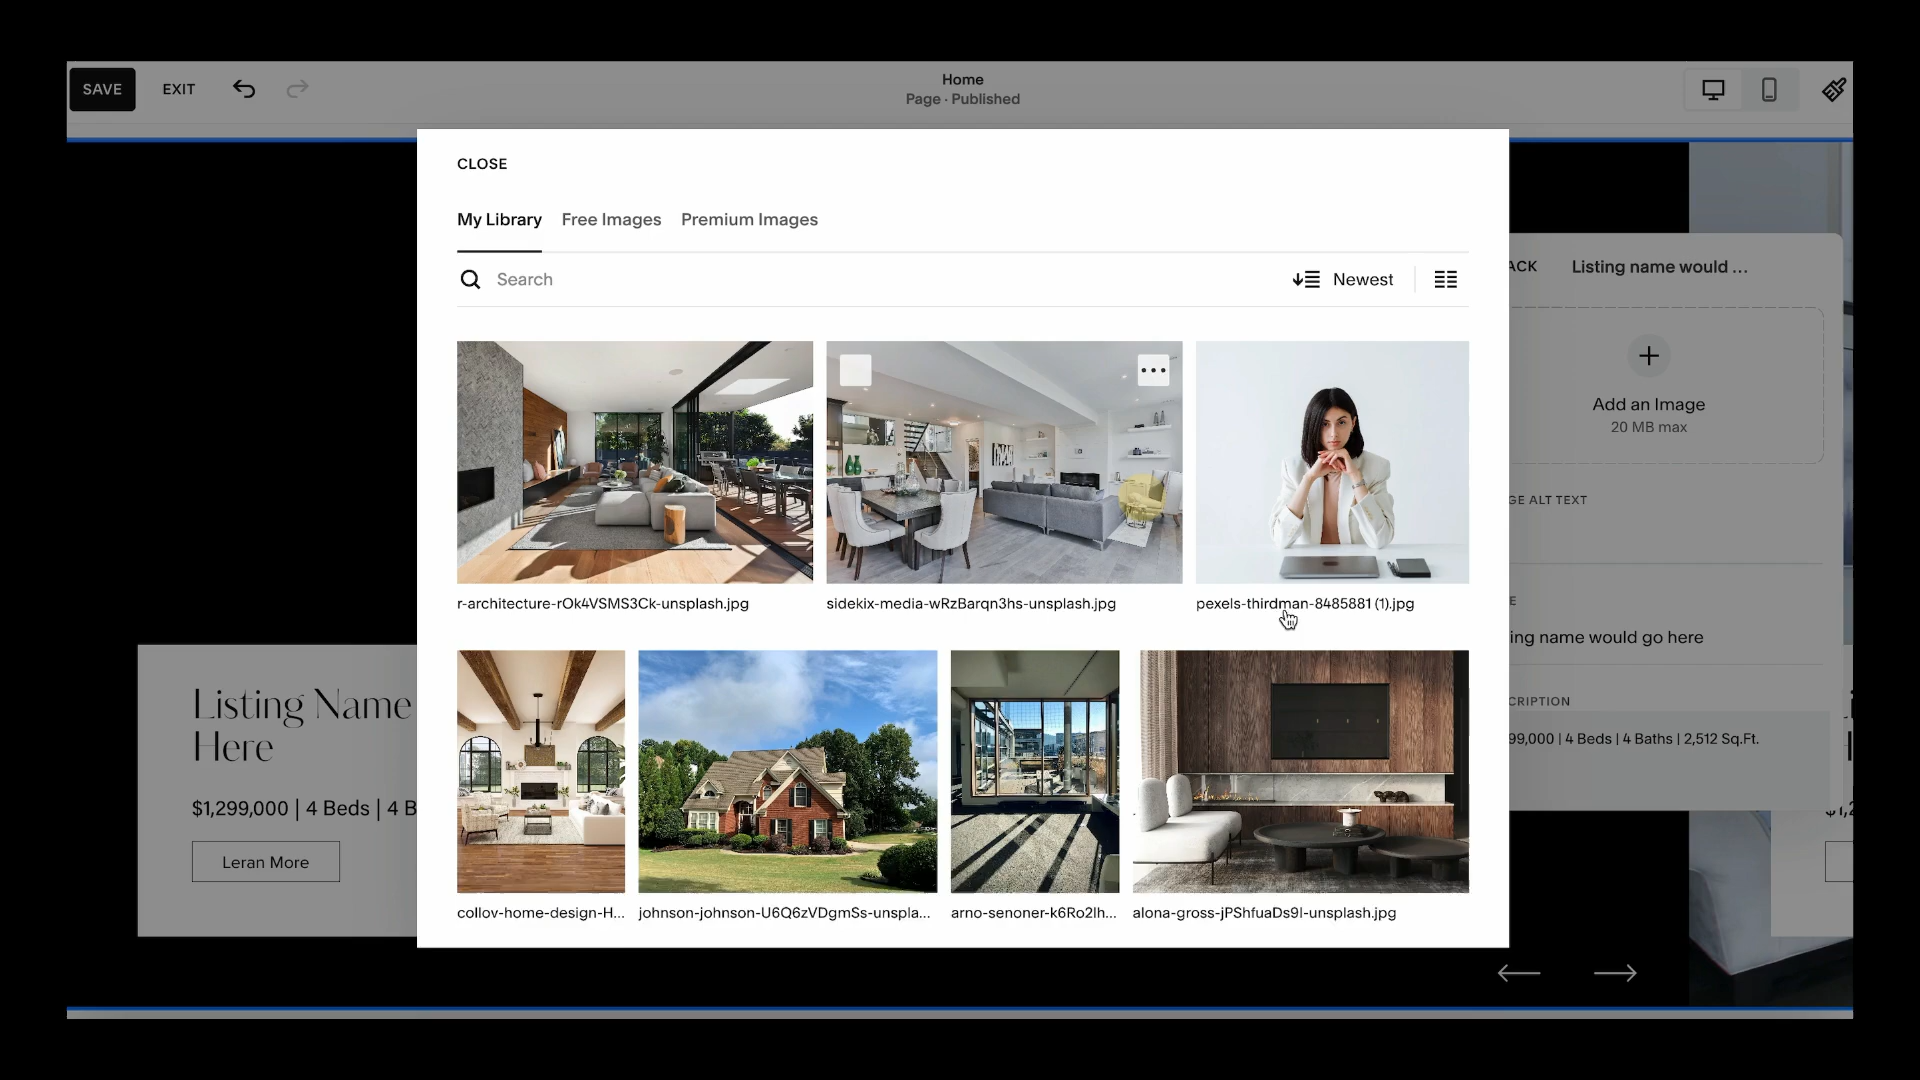 SAVE
EXIT
Home
Page · Published
CLOSE
My Library
Free Images
Premium Images
Search
Newest
r-architecture-rOk4VSMS3Ck-unsplash.jpg
sidekix-media-wRzBarqn3hs-unsplash.jpg
pexels-thirdman-8485881 (1).jpg
collov-home-design-H...
johnson-johnson-U6Q6zVDgmSs-unspla...
arno-senoner-k6Ro2lh...
alona-gross-jPShfuaDs9I-unsplash.jpg
ACK
Listing name would ...
Add an Image
20 MB max
GE ALT TEXT
E
ing name would go here
CRIPTION
99,000 | 4 Beds | 4 Baths | 2,512 Sq.Ft.
Listing Name
Here
$1,299,000 | 4 Beds | 4 B
Leran More